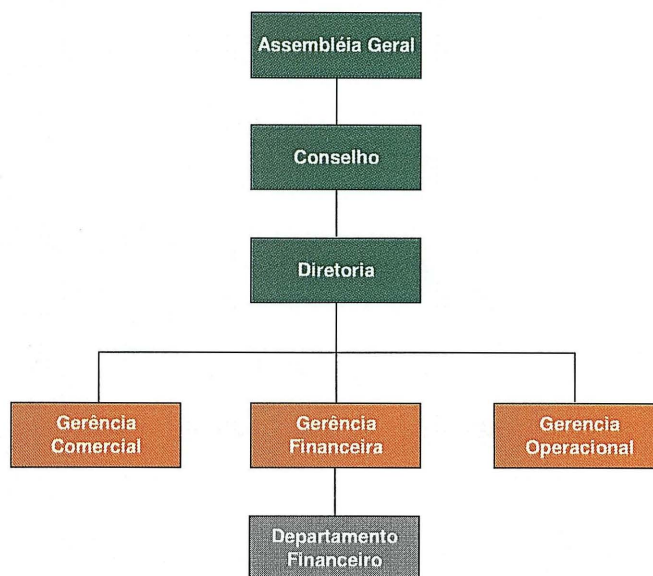 Assembléia Geral
Conselho
Diretoria
Gerência
Comercial
Gerência
Financeira
Gerencia
Operacional
Departamento
Financeiro